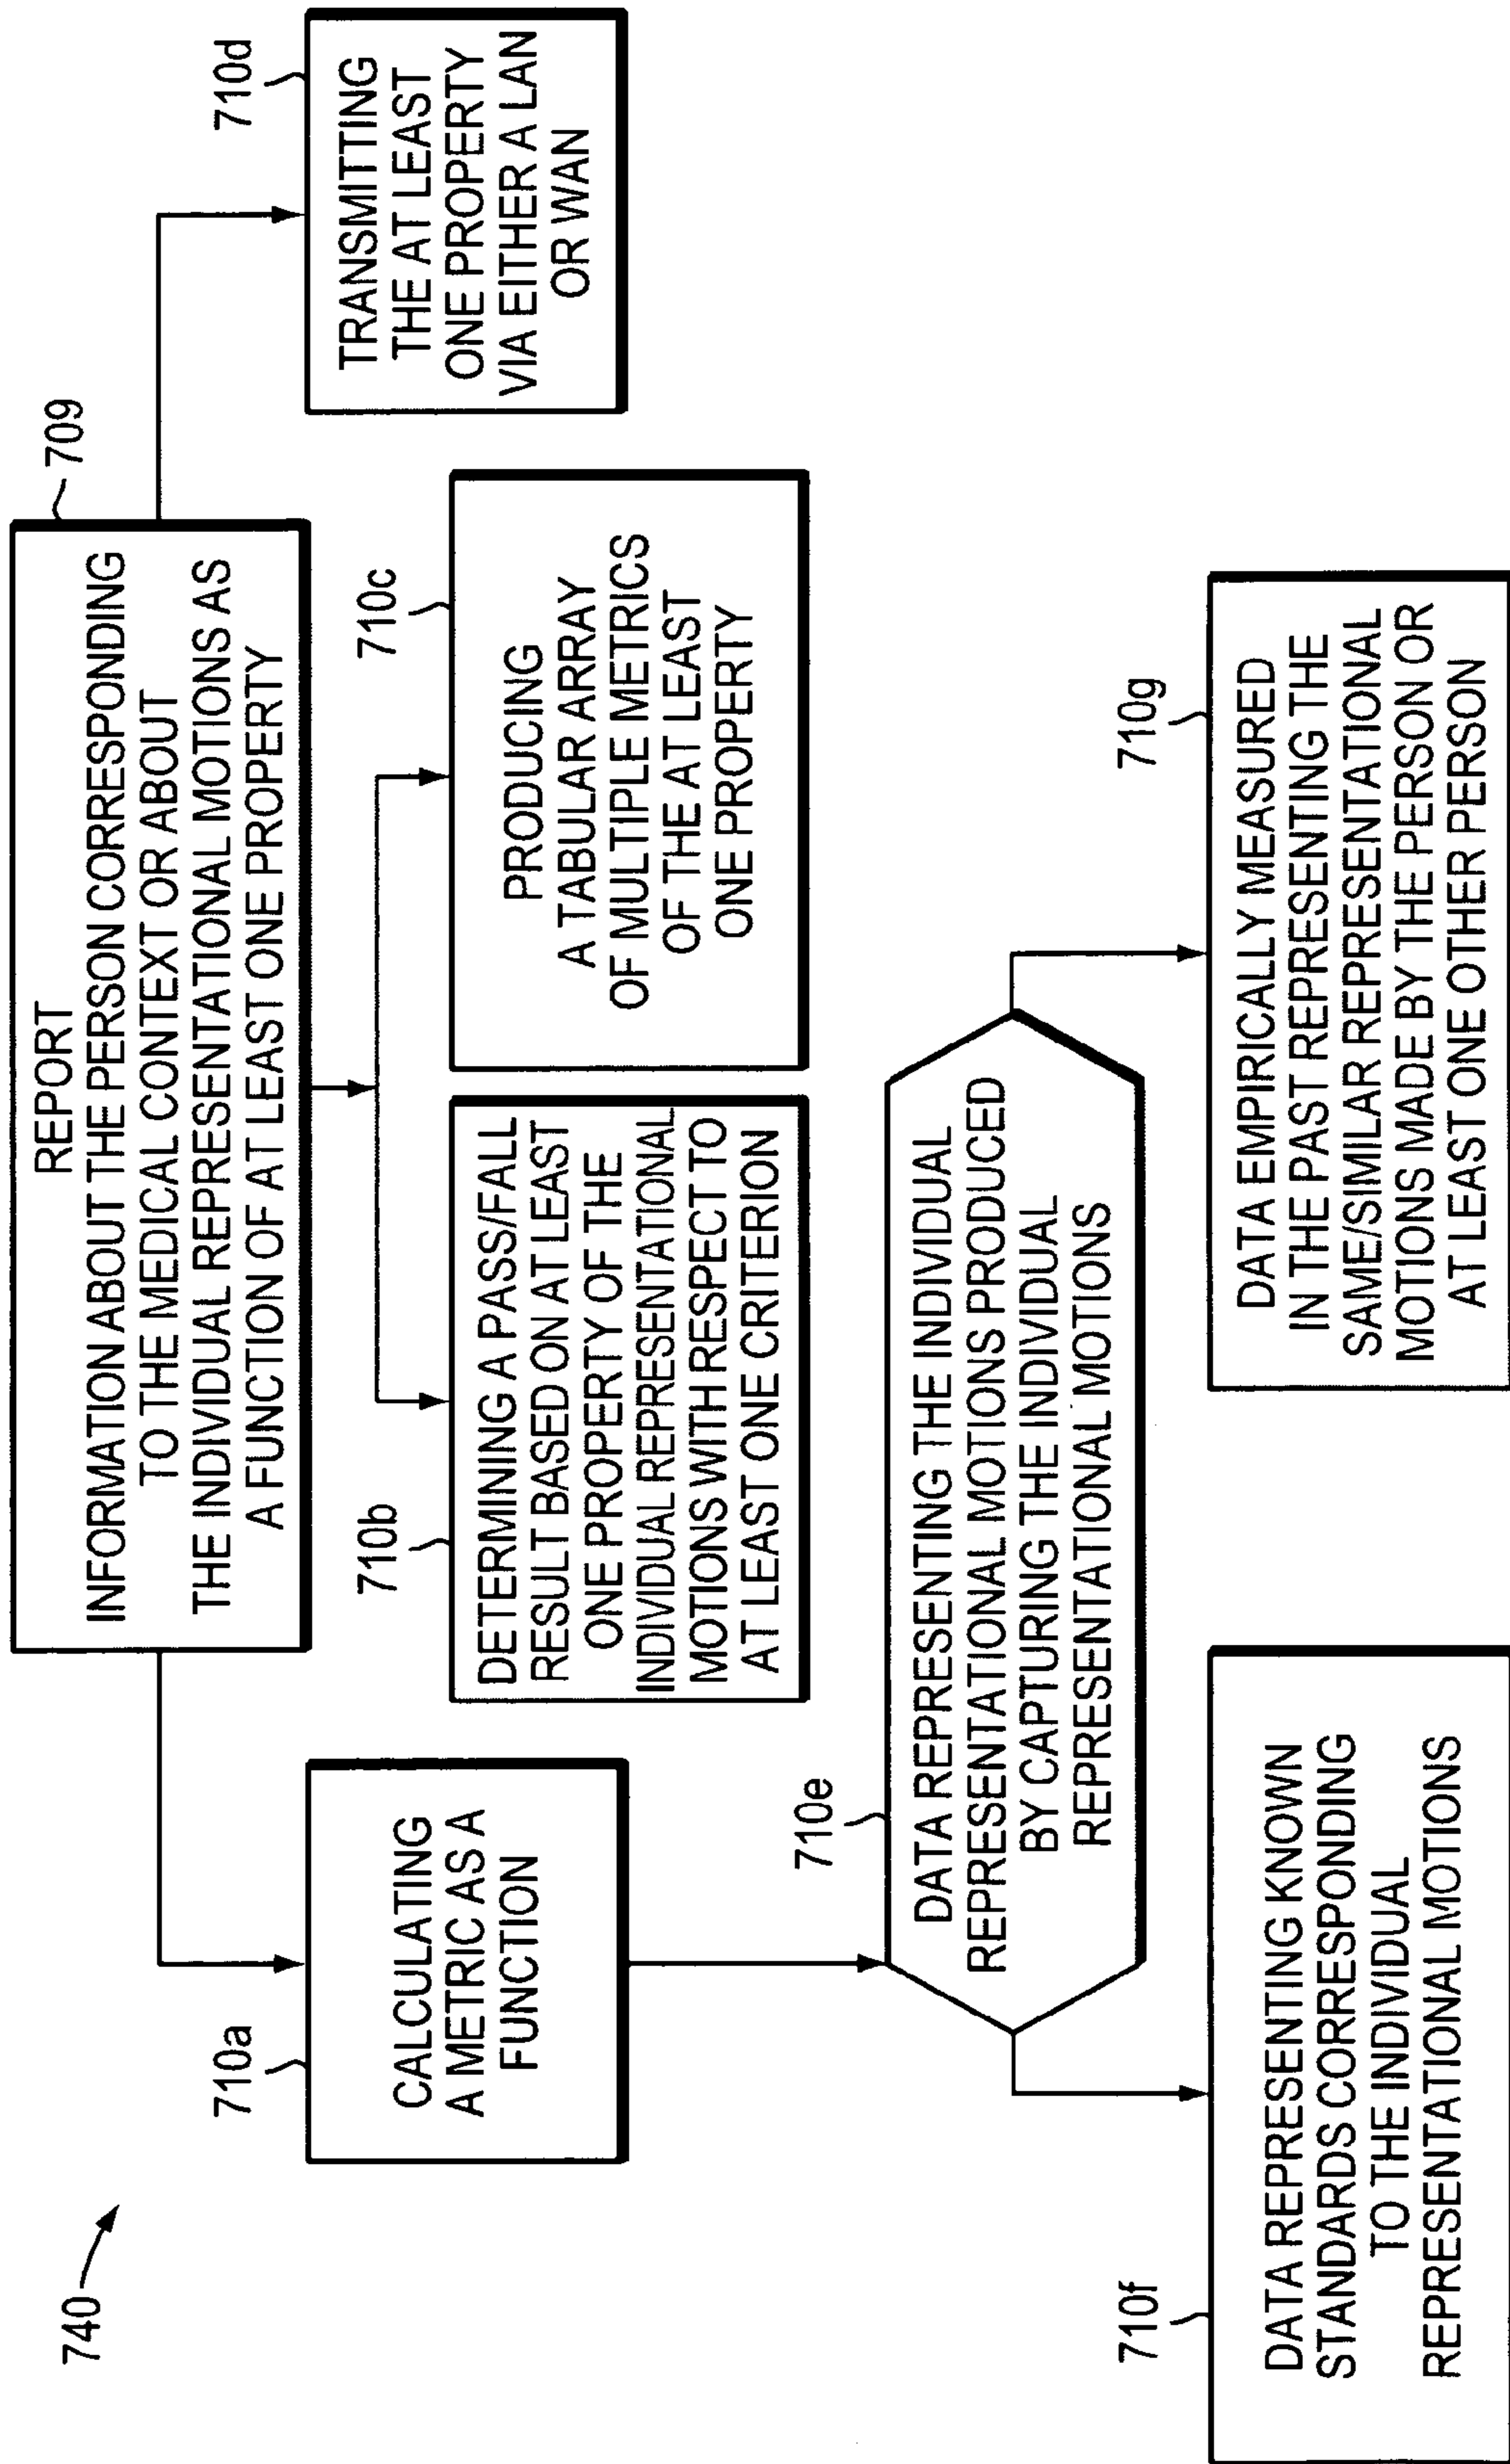 740
709
REPORT
INFORMATION ABOUT THE PERSON CORRESPONDING
TO THE MEDICAL CONTEXT OR ABOUT
THE INDIVIDUAL REPRESENTATIONAL MOTIONS AS
A FUNCTION OF AT LEAST ONE PROPERTY
710a
CALCULATING
A METRIC AS A
FUNCTION
710d
TRANSMITTING
THE AT LEAST
ONE PROPERTY
VIA EITHER A LAN
OR WAN
710b
DETERMINING A PASS/FALL
RESULT BASED ON AT LEAST
ONE PROPERTY OF THE
INDIVIDUAL REPRESENTATIONAL
MOTIONS WITH RESPECT TO
AT LEAST ONE CRITERION
710c
PRODUCING
A TABULAR ARRAY
OF MULTIPLE METRICS
OF THE AT LEAST
ONE PROPERTY
710e
DATA REPRESENTING THE INDIVIDUAL
REPRESENTATIONAL MOTIONS PRODUCED
BY CAPTURING THE INDIVIDUAL
REPRESENTATIONAL MOTIONS
710f
DATA REPRESENTING KNOWN
STANDARDS CORRESPONDING
TO THE INDIVIDUAL
REPRESENTATIONAL MOTIONS
710g
DATA EMPIRICALLY MEASURED
IN THE PAST REPRESENTING THE
SAME/SIMILAR REPRESENTATIONAL
MOTIONS MADE BY THE PERSON OR
AT LEAST ONE OTHER PERSON